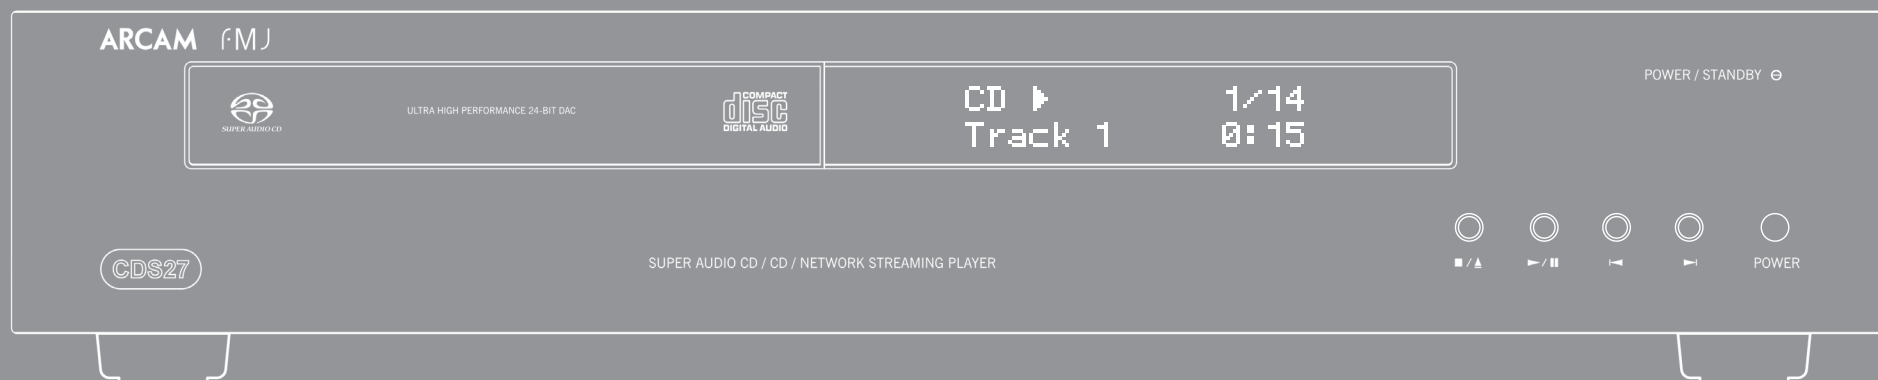 ARCAM FMJ
POWER / STANDBY
SUPER AUDIO CD
ULTRA HIGH PERFORMANCE 24-BIT DAC
COMPACT
disc
DIGITAL AUDIO
CD 1/14
Track 1 0:15
CDS27
SUPER AUDIO CD / CD / NETWORK STREAMING PLAYER
POWER